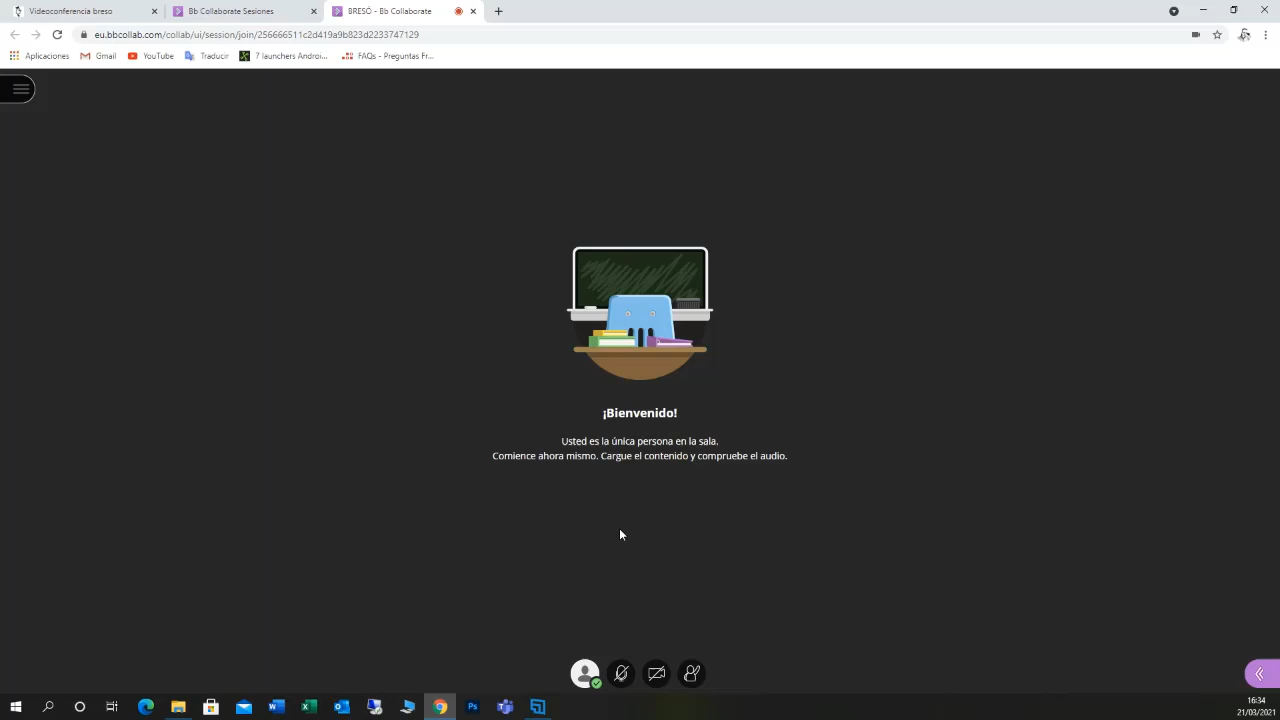 Videoconferencia breso
Bb Collaborate Sesiones
BRESÓ - Bb Collaborate
eu.bbcollab.com/collab/ui/session/join/256666511c2d419a9b823d2233747129
Aplicaciones
Gmail
YouTube
Traducir
7 launchers Androi...
FAQs - Preguntas Fr...
¡Bienvenido!
Usted es la única persona en la sala.
Comience ahora mismo. Cargue el contenido y compruebe el audio.
16:34
21/03/2021